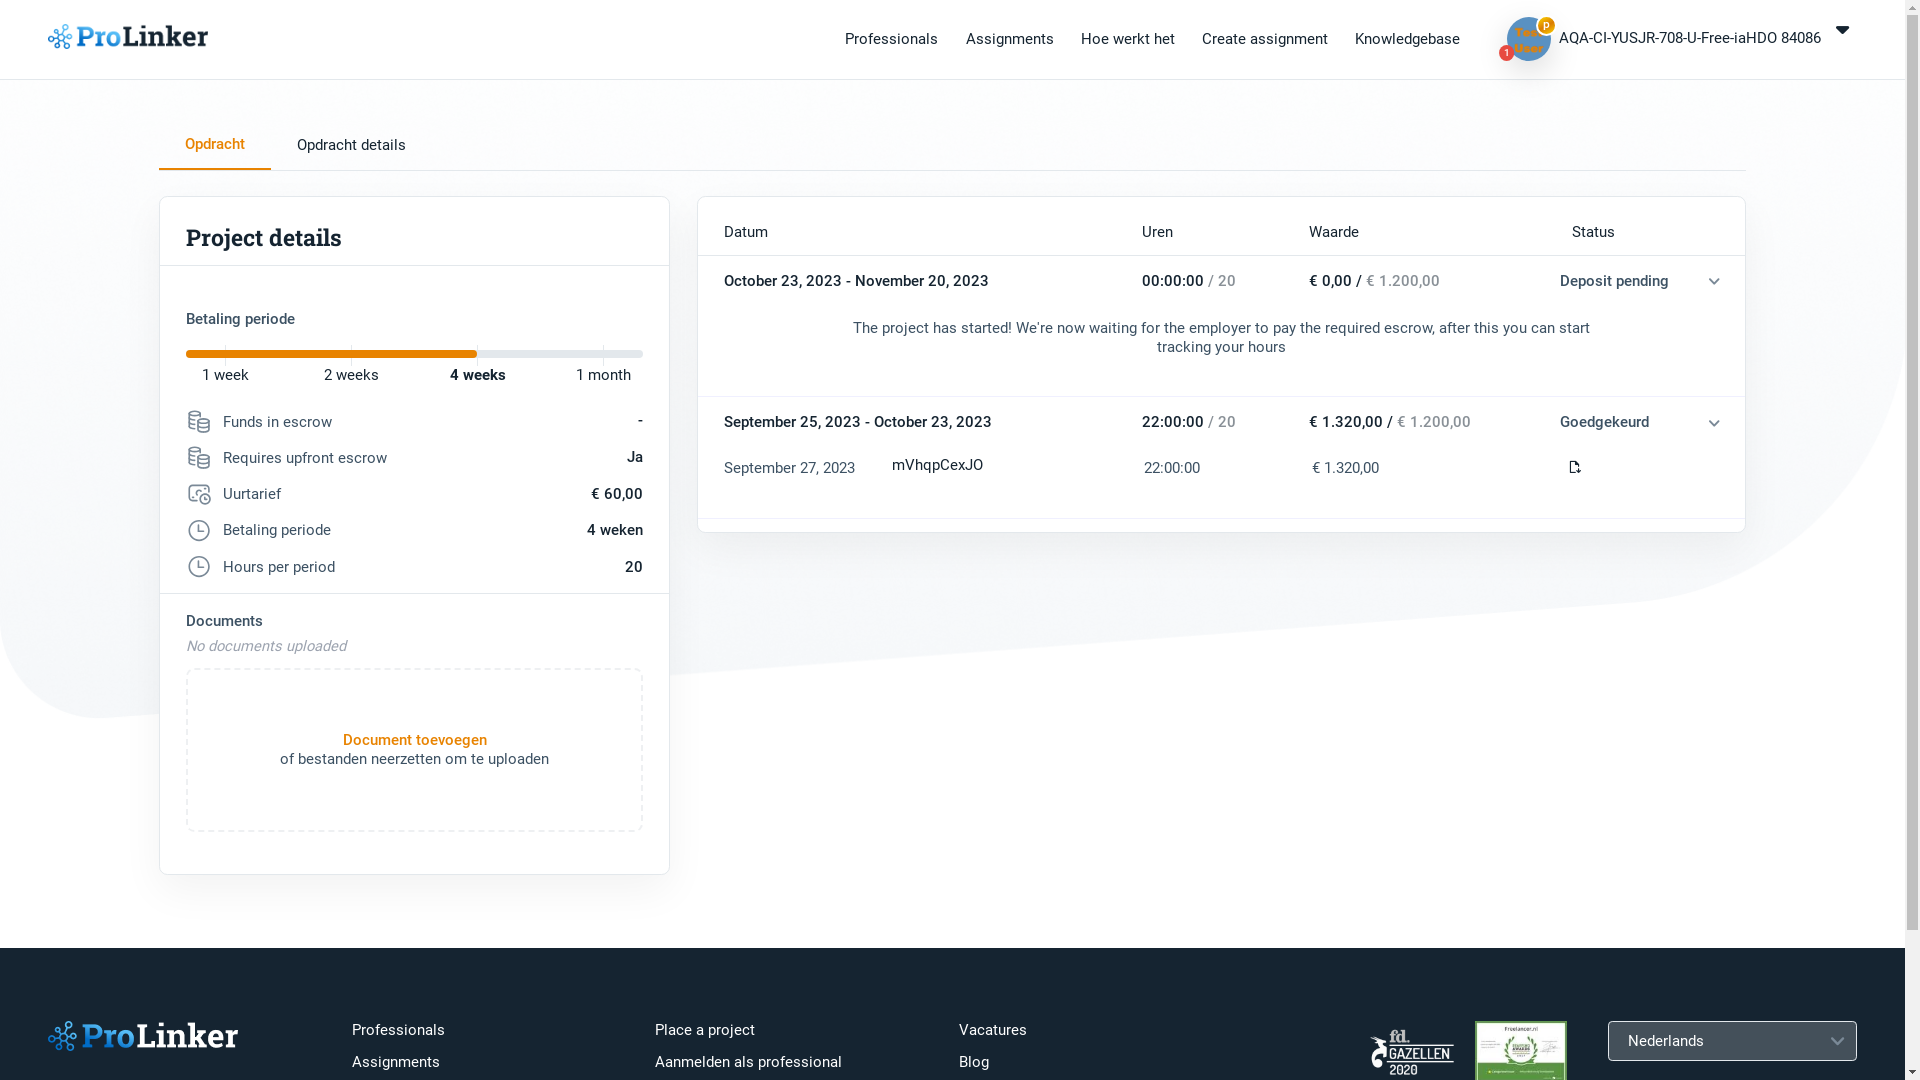 ProLinker
Professionals
Assignments
Hoe werkt het
Create assignment
Knowledgebase
Test User
P
1
AQA-CI-YUSJR-708-U-Free-iaHDO 84086
Opdracht
Opdracht details
Project details
Betaling periode
1 week
2 weeks
4 weeks
1 month
Funds in escrow
-
Requires upfront escrow
Ja
Uurtarief
€ 60,00
Betaling periode
4 weken
Hours per period
20
Documents
No documents uploaded
Document toevoegen
of bestanden neerzetten om te uploaden
Datum
Uren
Waarde
Status
October 23, 2023 - November 20, 2023
00:00:00 / 20
€ 0,00 / € 1.200,00
Deposit pending
The project has started! We're now waiting for the employer to pay the required escrow, after this you can start
tracking your hours
September 25, 2023 - October 23, 2023
22:00:00 / 20
€ 1.320,00 / € 1.200,00
Goedgekeurd
September 27, 2023
mVhqpCexJO
22:00:00
€ 1.320,00
ProLinker
Professionals
Assignments
Place a project
Aanmelden als professional
Vacatures
Blog
fd.
GAZELLEN
2020
Freelancer.nl
Nederlands